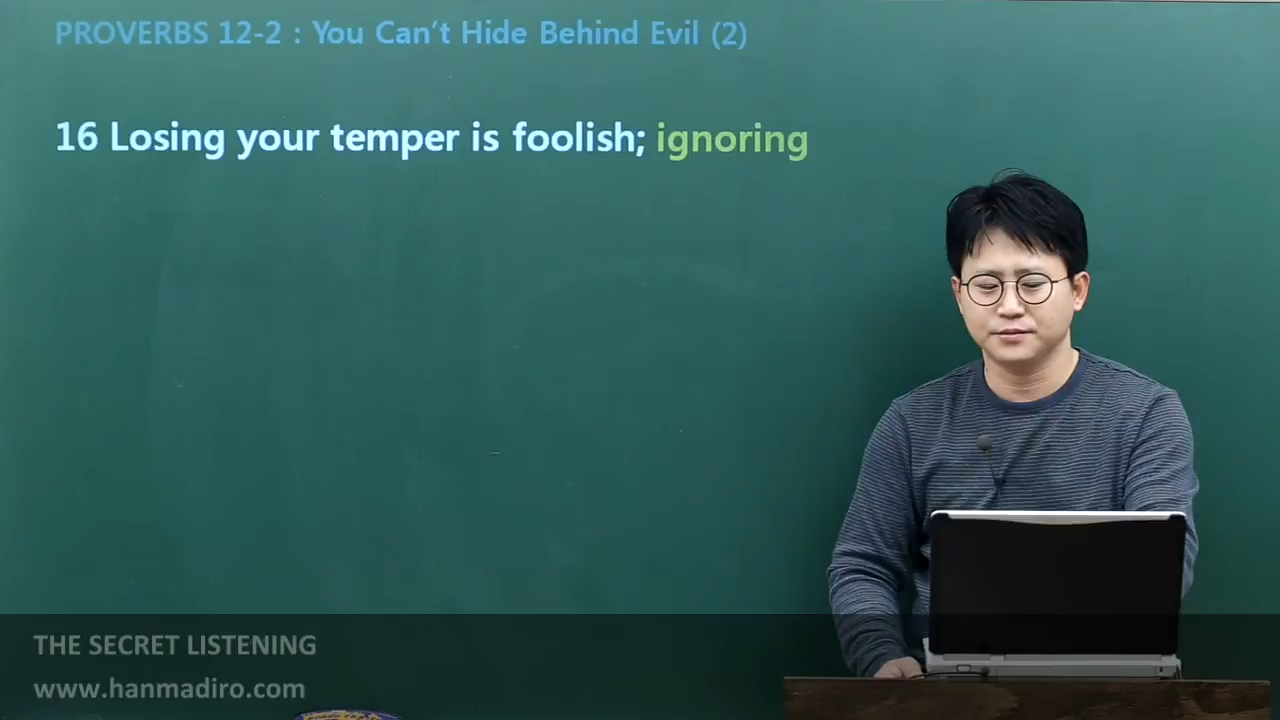 PROVERBS 12-2 : You Can't Hide Behind Evil (2)
16 Losing your temper is foolish; ignoring
THE SECRET LISTENING
www.hanmadiro.com